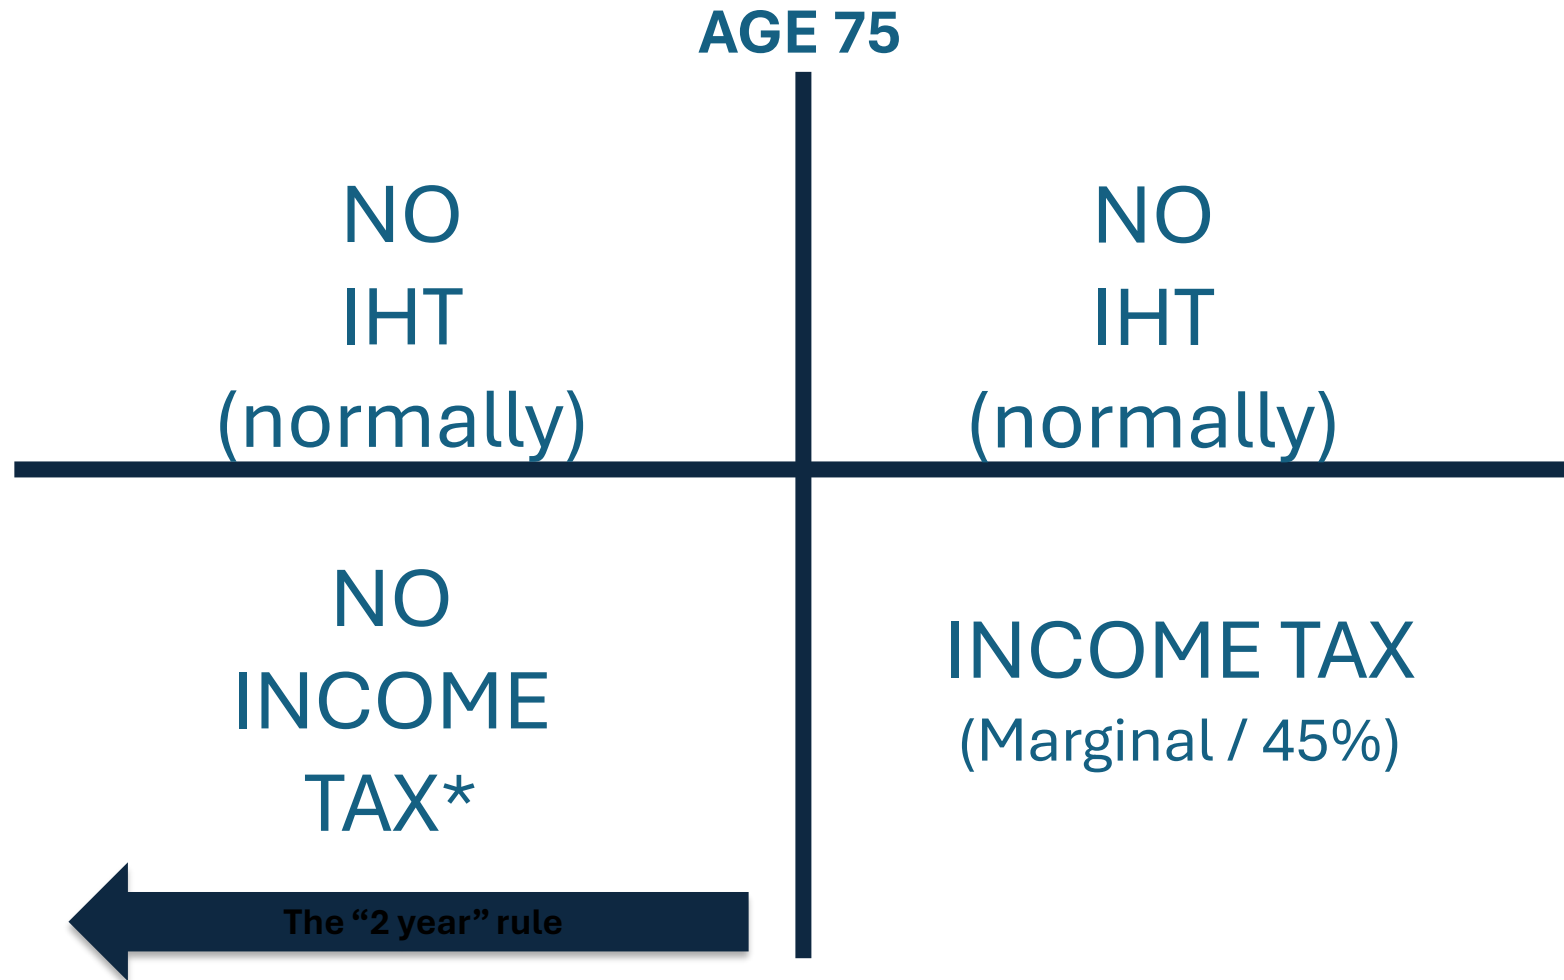 AGE 75
NO
IHT
(normally)
NO
IHT
(normally)
NO
INCOME
TAX*
INCOME TAX
(Marginal / 45%)
The “2 year” rule